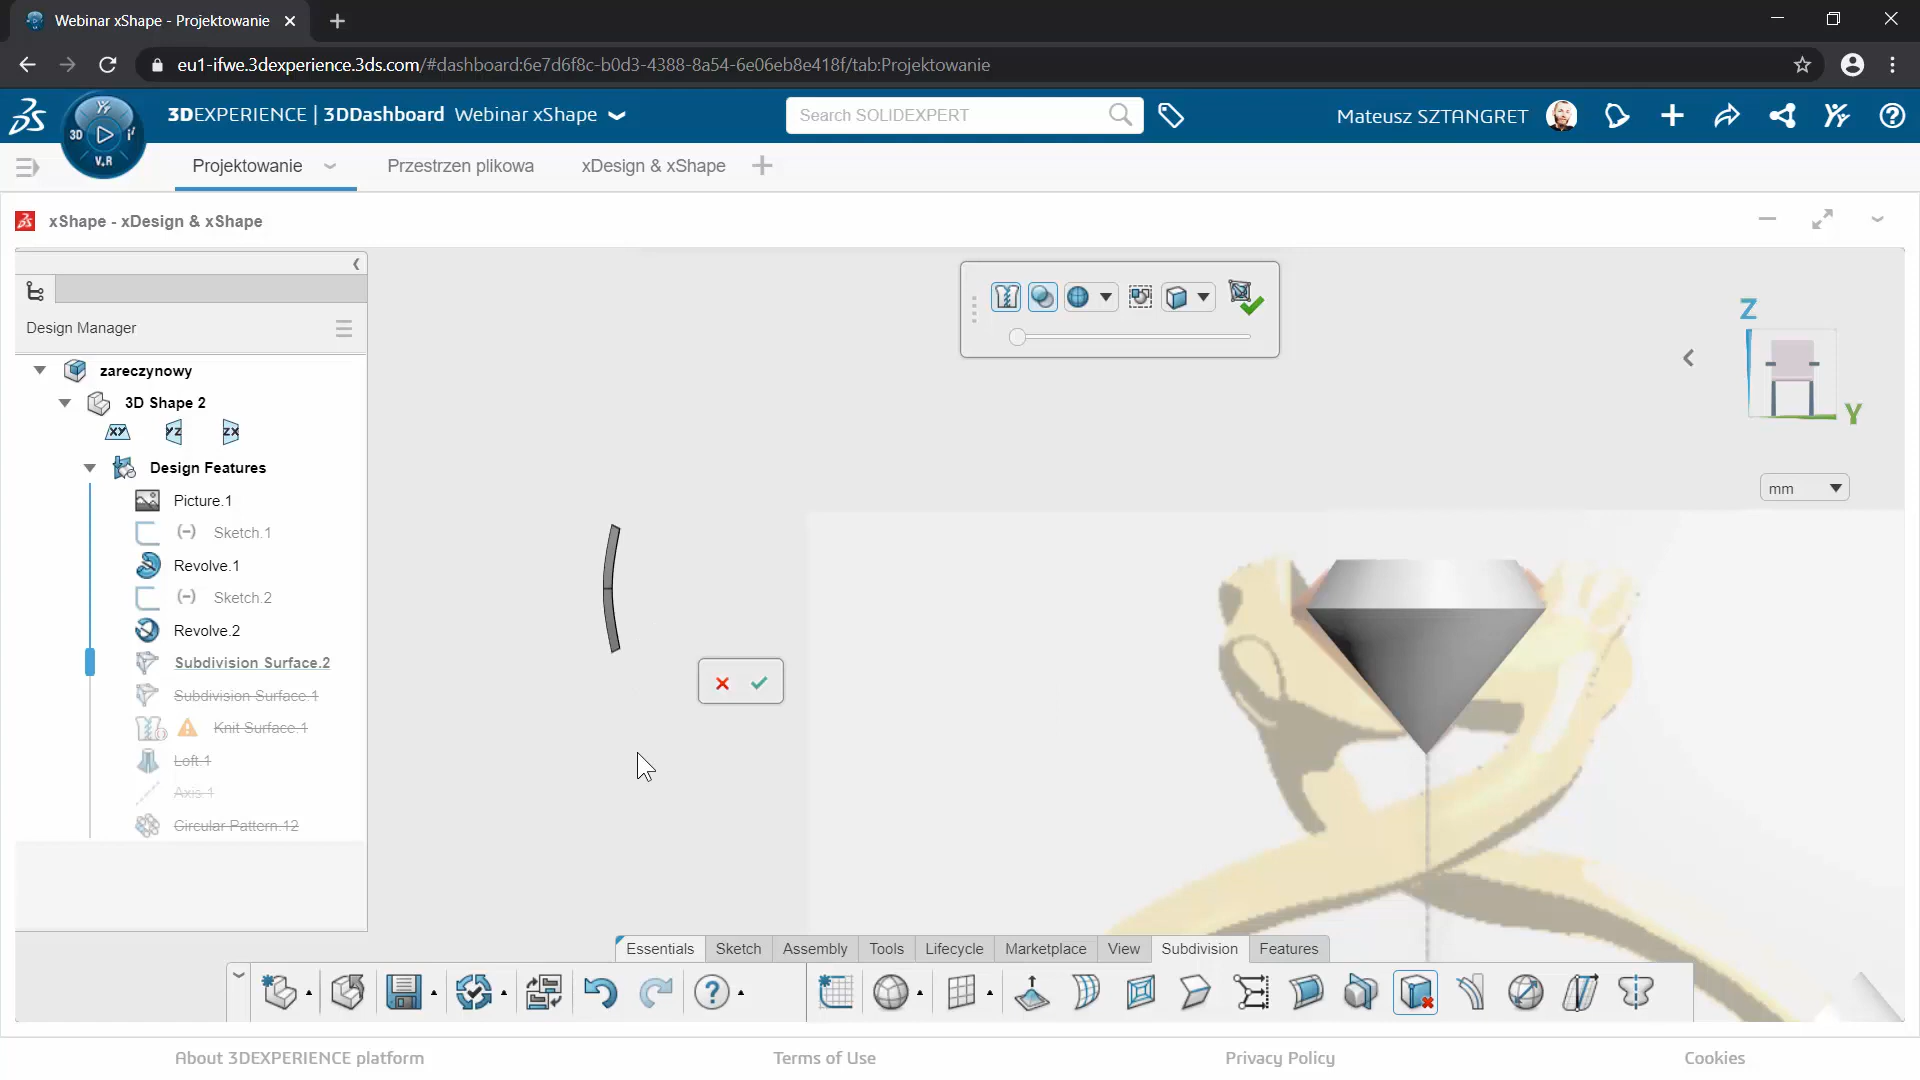 Webinar xShape - Projektowanie
eu1-ifwe.3dexperience.3ds.com/#dashboard:6e7d6f8c-b0d3-4388-8a54-6e06eb8e418f/tab:Projektowanie
3D
V.R
3DEXPERIENCE | 3DDashboard Webinar xShape
Search SOLIDEXPERT
Mateusz SZTANGRET
Projektowanie
Przestrzen plikowa
xDesign & xShape
xShape - xDesign & xShape
Design Manager
zareczynowy
3D Shape 2
XY
YZ
ZX
Design Features
Picture.1
(-) Sketch.1
Revolve.1
(-) Sketch.2
Revolve.2
Subdivision Surface.2
Subdivision Surface.1
Knit Surface.1
Loft.1
Axis.1
Circular Pattern.12
Z
Y
mm
Essentials
Sketch
Assembly
Tools
Lifecycle
Marketplace
View
Subdivision
Features
About 3DEXPERIENCE platform
Terms of Use
Privacy Policy
Cookies